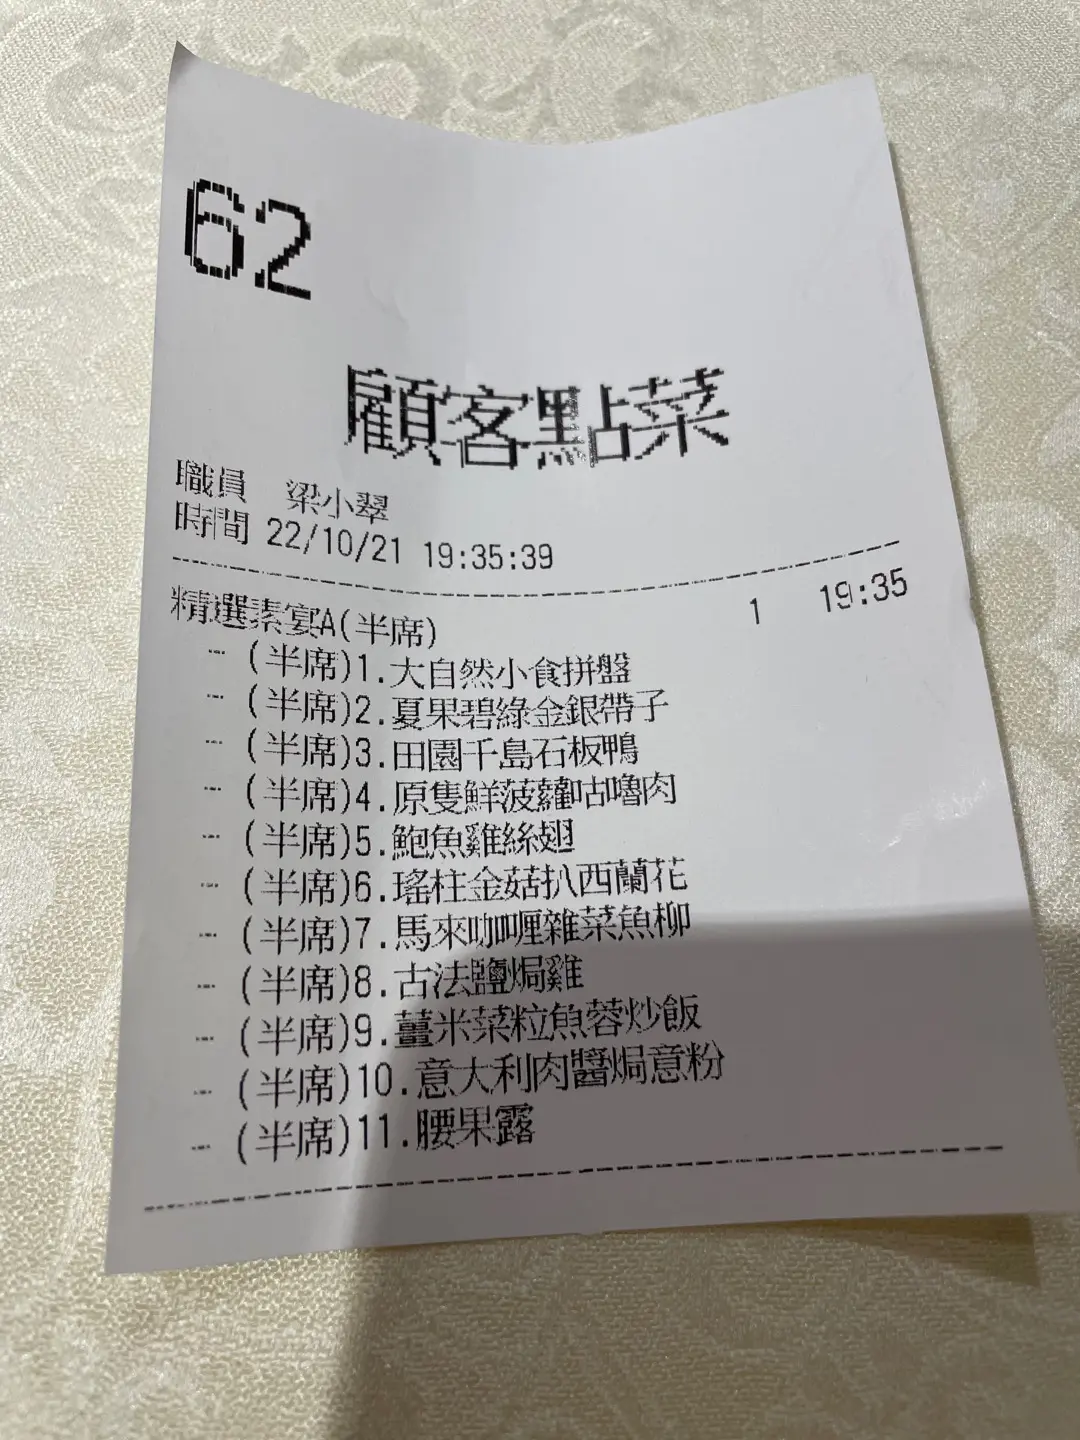 62
顧客點菜
職員 梁小翠
時間 22/10/21 19:35:39
精選素宴A(半席) 1 19:35
-- (半席)1.大自然小食拼盤
-- (半席)2.夏果碧綠金銀帶子
-- (半席)3.田園千島石板鴨
-- (半席)4.原隻鮮菠蘿咕嚕肉
-- (半席)5.鮑魚雞絲翅
-- (半席)6.瑤柱金菇扒西蘭花
-- (半席)7.馬來咖喱雜菜魚柳
-- (半席)8.古法鹽焗雞
-- (半席)9.薑米菜粒魚蓉炒飯
-- (半席)10.意大利肉醬焗意粉
-- (半席)11.腰果露